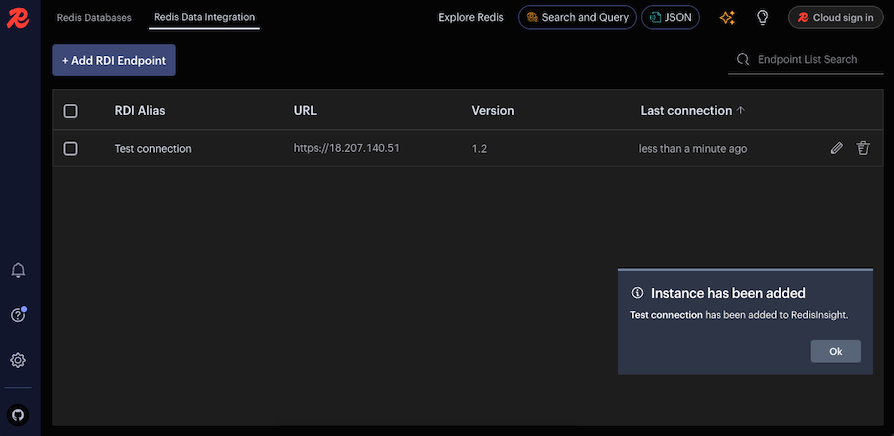 Redis Databases
Redis Data Integration
Explore Redis
Search and Query
JSON
Cloud sign in
+ Add RDI Endpoint
Endpoint List Search
RDI Alias URL Version Last connection
Test connection https://18.207.140.51 1.2 less than a minute ago
Instance has been added
Test connection has been added to RedisInsight.
Ok